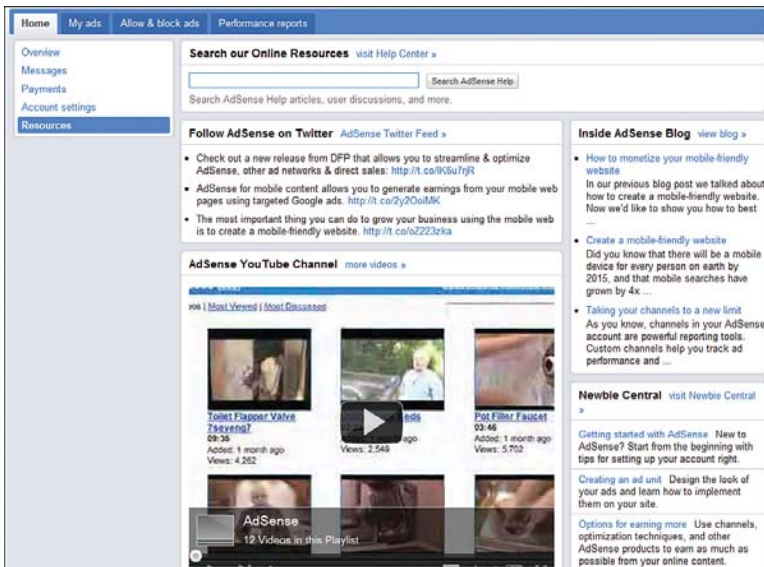 Home
My ads
Allow & block ads
Performance reports
Overview
Messages
Payments
Account settings
Resources
Search our Online Resources visit Help Center »
Search AdSense Help
Search AdSense Help articles, user discussions, and more.
Follow AdSense on Twitter AdSense Twitter Feed »
• Check out a new release from DFP that allows you to streamline & optimize
AdSense, other ad networks & direct sales: http://t.co/IK6u7rjR
• AdSense for mobile content allows you to generate earnings from your mobile web
pages using targeted Google ads. http://t.co/2y2OoiMK
• The most important thing you can do to grow your business using the mobile web
is to create a mobile-friendly website. http://t.co/oZ223zka
AdSense YouTube Channel more videos »
| Most Viewed | Most Discussed
Toilet Flapper Valve
7seyeng7
09:35
Added: 1 month ago
Views: 4,262
Views: 2,549
Pot Filler Faucet
03:46
Added: 1 month ago
Views: 5,702
AdSense
12 Videos in this Playlist
Inside AdSense Blog view blog »
• How to monetize your mobile-friendly
website
In our previous blog post we talked about
how to create a mobile-friendly website.
Now we'd like to show you how to best
...
• Create a mobile-friendly website
Did you know that there will be a mobile
device for every person on earth by
2015, and that mobile searches have
grown by 4x ...
• Taking your channels to a new limit
As you know, channels in your AdSense
account are powerful reporting tools.
Custom channels help you track ad
performance and ...
Newbie Central visit Newbie Central
»
Getting started with AdSense New to
AdSense? Start from the beginning with
tips for setting up your account right.
Creating an ad unit Design the look of
your ads and learn how to implement
them on your site.
Options for earning more Use channels,
optimization techniques, and other
AdSense products to earn as much as
possible from your online content.